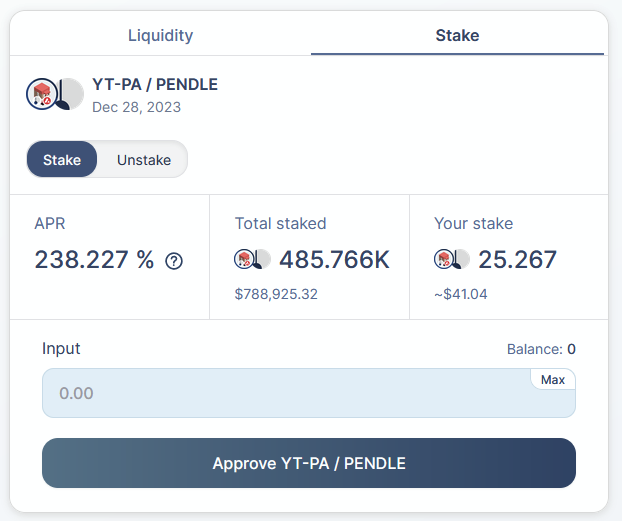 Liquidity Stake
YT-PA / PENDLE
Dec 28, 2023
Stake Unstake
APR Total staked Your stake
238.227 % 485.766K 25.267
$788,925.32 ~$41.04
Input Balance: 0
Max
0.00
Approve YT-PA / PENDLE